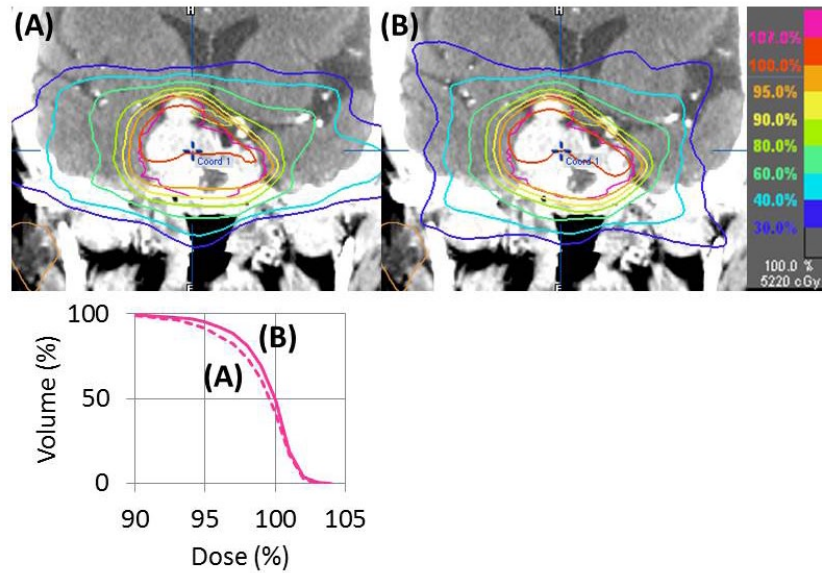 (A)
H
Coord 1
F
(B)
H
Coord 1
F
107.0%
100.0%
95.0%
90.0%
80.0%
60.0%
40.0%
30.0%
100.0 %
5220 cGy
Volume (%)
100
50
0
(A)
(B)
90 95 100 105
Dose (%)